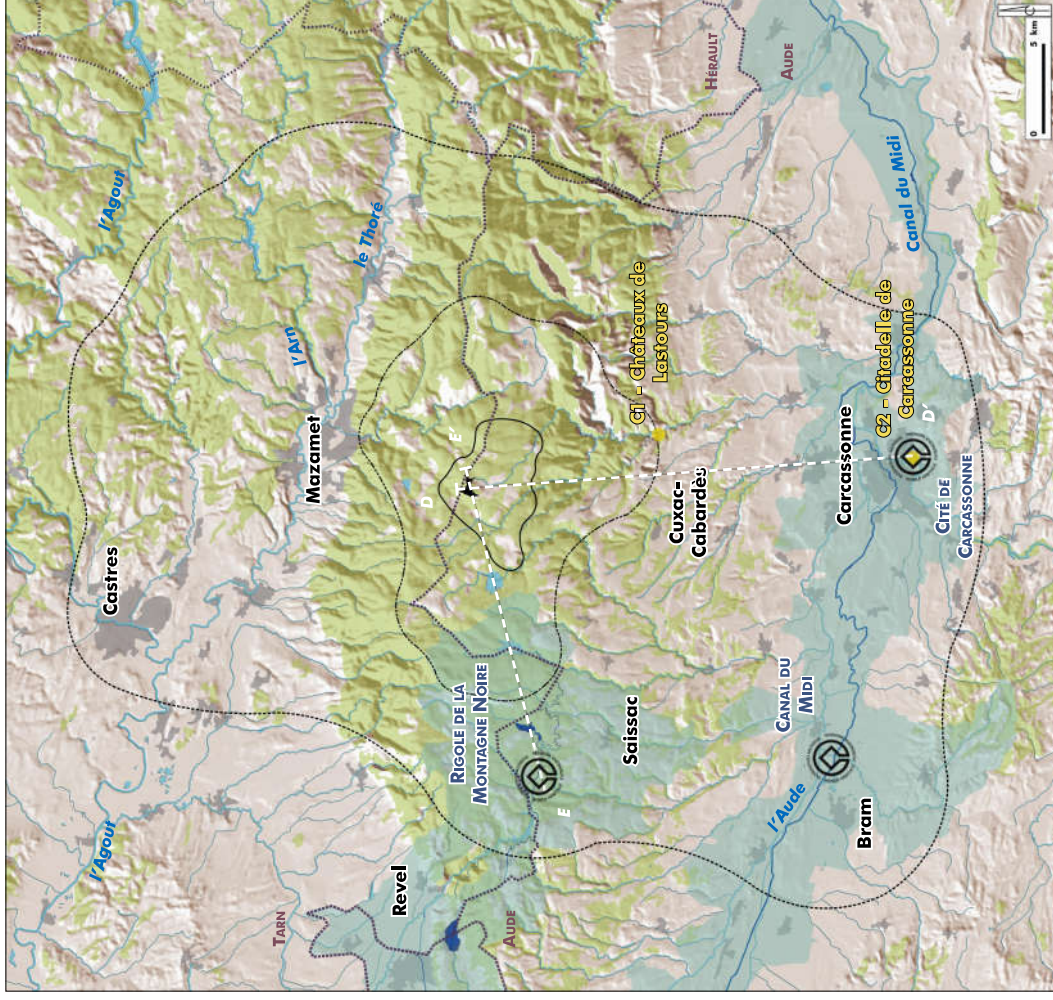 l'Agout
HÉRAULT
AUDE
0 5 km
l'Agout
Castres
l'Arn
le Thoré
Mazamet
Canal du Midi
TARN
Revel
D
E'
C1 - Châteaux de
Lastours
RIGOLE DE LA
MONTAGNE NOIRE
AUDE
E
Saissac
Cuxac-
Cabardès
Carcassonne
C2 - Citadelle de
Carcassonne
D'
CITÉ DE
CARCASSONNE
CANAL DU
MIDI
l'Aude
Bram